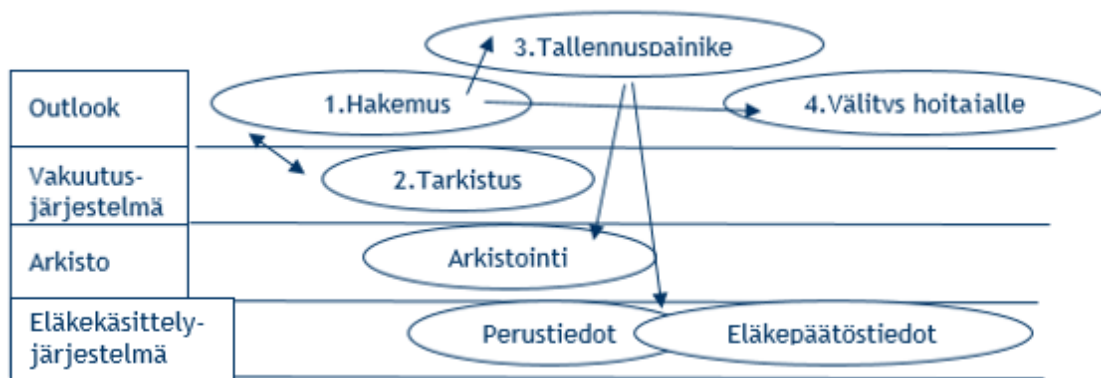 3.Tallennuspainike
Outlook
1.Hakemus
4.Välitys hoitajalle
Vakuutus-
järjestelmä
2.Tarkistus
Arkisto
Arkistointi
Eläkekäsittely-
järjestelmä
Perustiedot
Eläkepäätöstiedot